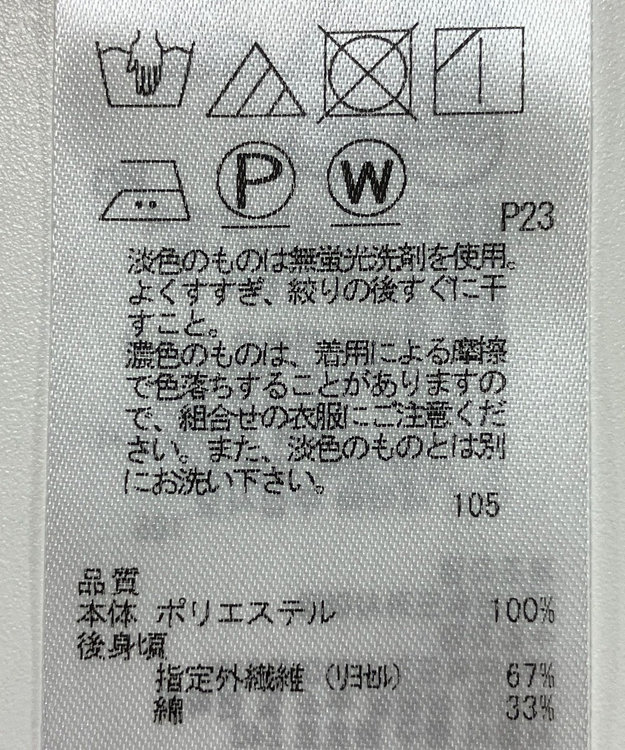 P
W
P23
淡色のものは無蛍光洗剤を使用。
よくすすぎ、絞りの後すぐに干
すこと。
濃色のものは、着用による摩擦
で色落ちすることがありますの
で、組合せの衣服にご注意くだ
さい。また、淡色のものとは別
にお洗い下さい。
105
品質
本体 ポリエステル 100%
後身頃
指定外繊維 (リヨセル) 67%
綿 33%